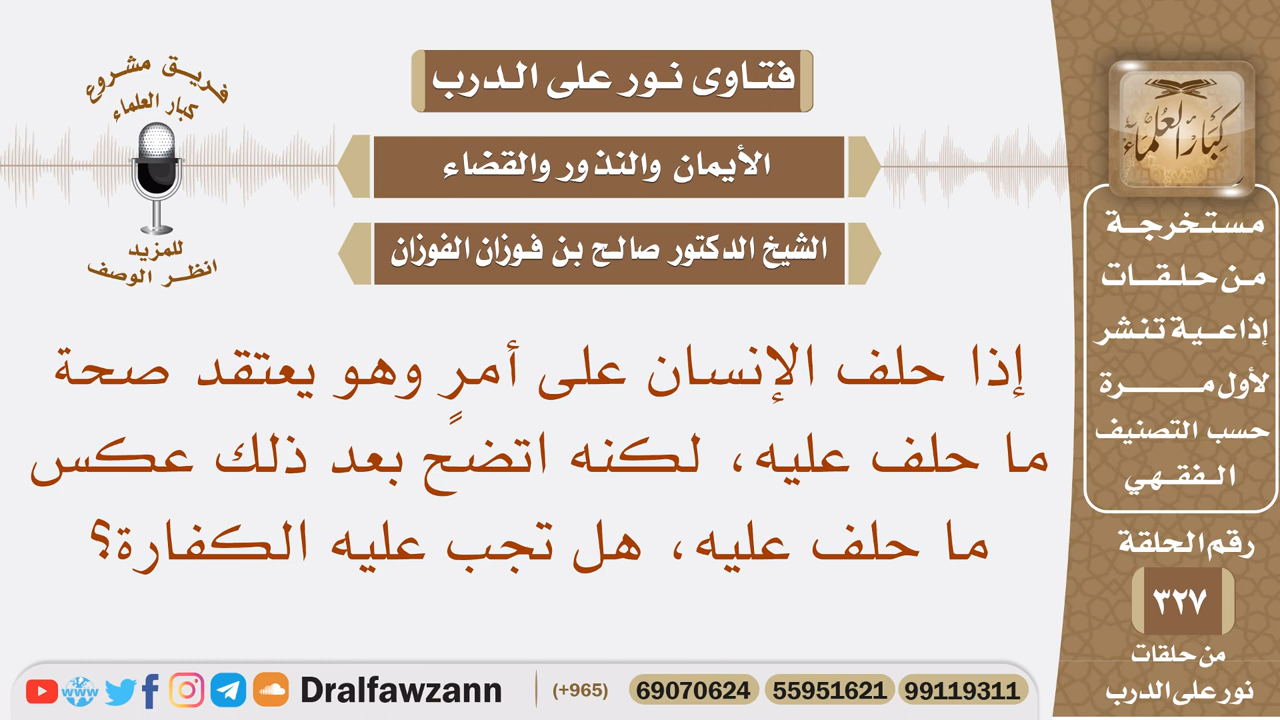 فتاوى نور على الدرب
الأيمان والنذور والقضاء
الشيخ الدكتور صالح بن فوزان الفوزان
إذا حلف الإنسان على أمرٍ وهو يعتقد صحة
ما حلف عليه، لكنه اتضح بعد ذلك عكس
ما حلف عليه، هل تجب عليه الكفارة؟
فريق مشروع
كبار العلماء
للمزيد
انظر الوصف
كبار العلماء
مستخرجة
من حلقات
إذاعية تنشر
لأول مرة
حسب التصنيف
الفقهي
رقم الحلقة
٣٢٧
من حلقات
نور على الدرب
www Dralfawzann (+965) 69070624 55951621 99119311